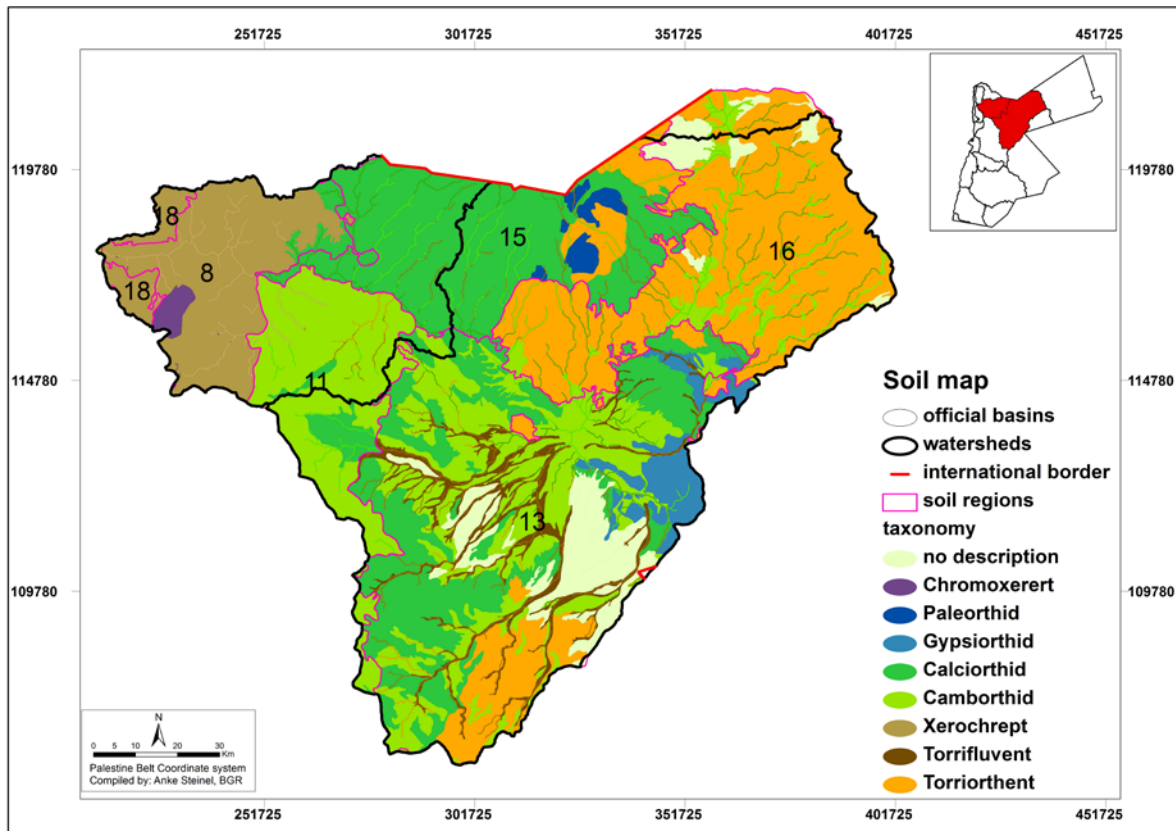 251725 301725 351725 401725 451725
119780 119780
18
8
15
16
18
11
114780 114780
13
109780 109780
Soil map
official basins
watersheds
international border
soil regions
taxonomy
no description
Chromoxerert
Paleorthid
Gypsiorthid
Calciorthid
Camborthid
Xerochrept
Torrifluvent
Torriorthent
N
0 5 10 20 30
Km
Palestine Belt Coordinate system
Compiled by: Anke Steinel, BGR
251725 301725 351725 401725 451725